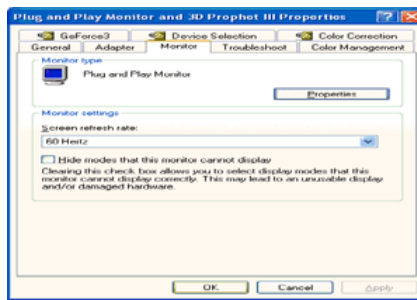 Plug and Play Monitor and 3D Prophet III Properties
GeForce3 Device Selection Color Correction
General Adapter Monitor Troubleshoot Color Management
Monitor type
Plug and Play Monitor
Properties
Monitor settings
Screen refresh rate:
60 Hertz
Hide modes that this monitor cannot display
Clearing this check box allows you to select display modes that this
monitor cannot display correctly. This may lead to an unusable display
and/or damaged hardware.
OK Cancel Apply